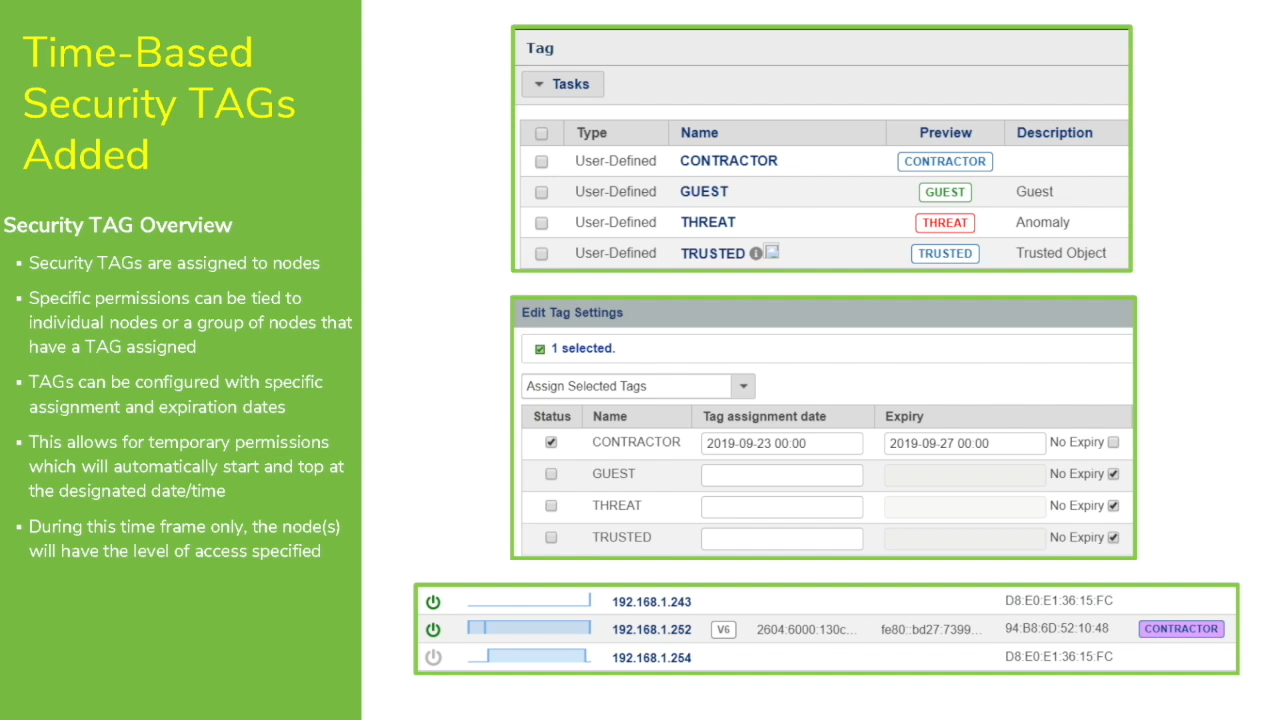 Time-Based
Security TAGs
Added
Security TAG Overview
▪ Security TAGs are assigned to nodes
▪ Specific permissions can be tied to
individual nodes or a group of nodes that
have a TAG assigned
▪ TAGs can be configured with specific
assignment and expiration dates
▪ This allows for temporary permissions
which will automatically start and top at
the designated date/time
▪ During this time frame only, the node(s)
will have the level of access specified
Tag
Tasks
Type Name Preview Description
User-Defined CONTRACTOR CONTRACTOR
User-Defined GUEST GUEST Guest
User-Defined THREAT THREAT Anomaly
User-Defined TRUSTED TRUSTED Trusted Object
Edit Tag Settings
1 selected.
Assign Selected Tags
Status Name Tag assignment date Expiry
CONTRACTOR 2019-09-23 00:00 2019-09-27 00:00 No Expiry
GUEST No Expiry
THREAT No Expiry
TRUSTED No Expiry
192.168.1.243 D8:E0:E1:36:15:FC
192.168.1.252 V6 2604:6000:130c... fe80::bd27:7399... 94:B8:6D:52:10:48 CONTRACTOR
192.168.1.254 D8:E0:E1:36:15:FC